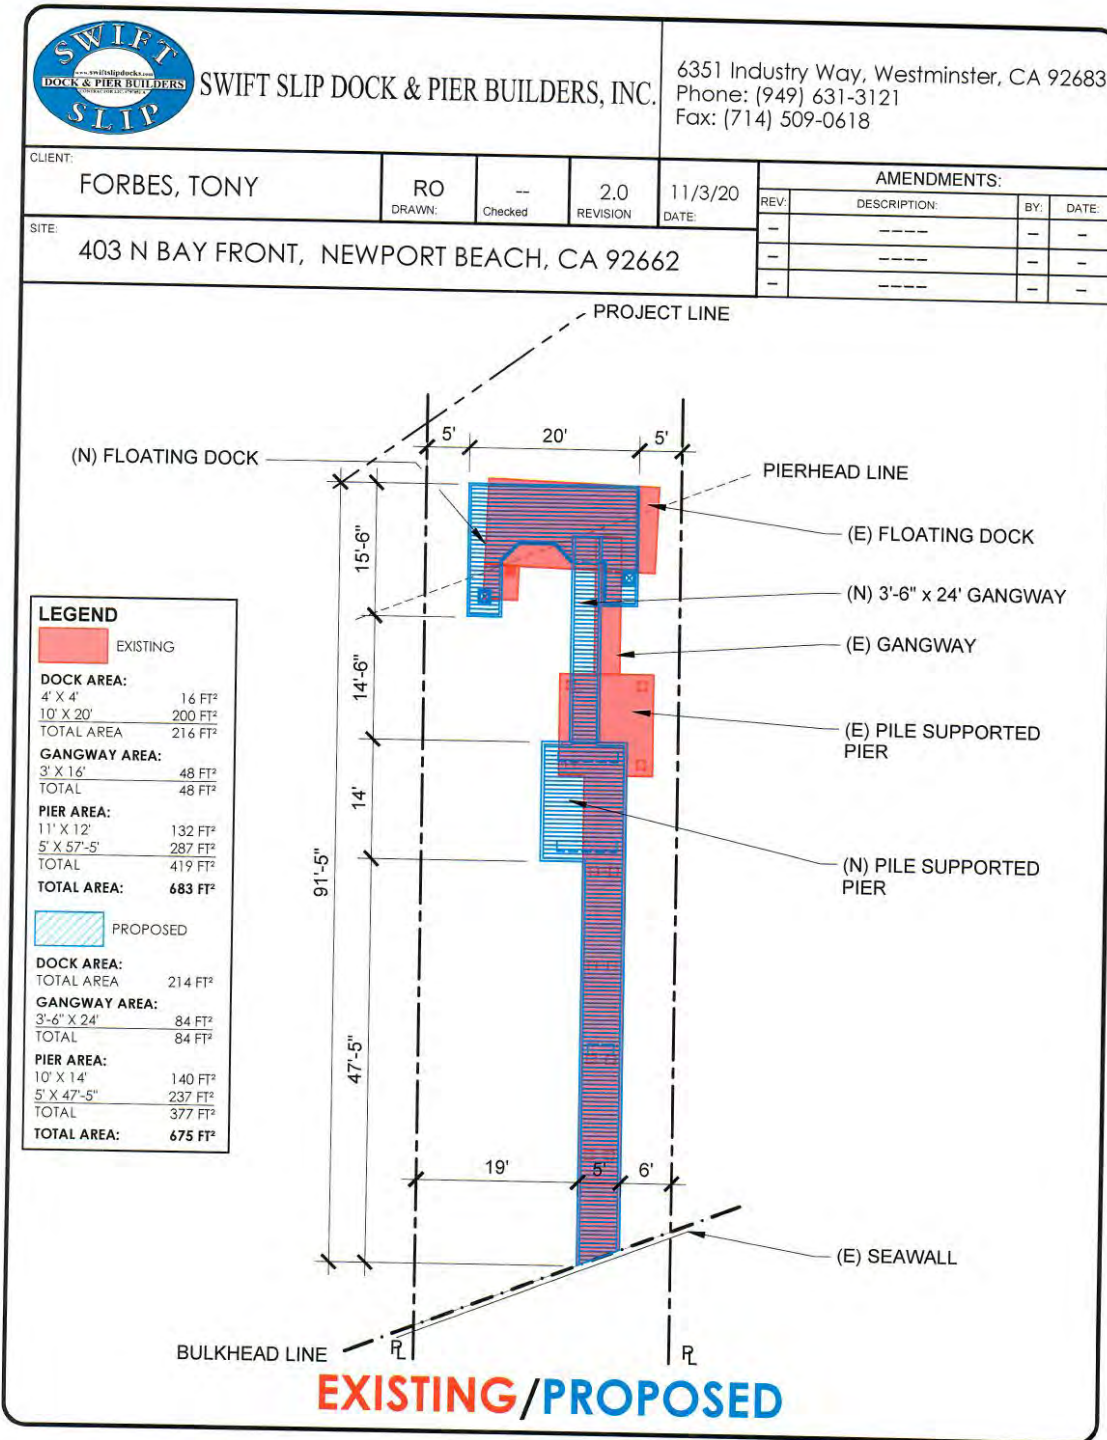 SWIFT
www.swiftslipdocks.com
DOCK & PIER BUILDERS
SLIP
SWIFT SLIP DOCK & PIER BUILDERS, INC.
6351 Industry Way, Westminster, CA 92683
Phone: (949) 631-3121
Fax: (714) 509-0618
CLIENT:
FORBES, TONY
RO
DRAWN:
--
Checked
2.0
REVISION
11/3/20
DATE:
AMENDMENTS:
REV: DESCRIPTION: BY: DATE:
– ---- – –
– ---- – –
– ---- – –
SITE:
403 N BAY FRONT, NEWPORT BEACH, CA 92662
PROJECT LINE
5' 20' 5'
(N) FLOATING DOCK
PIERHEAD LINE
(E) FLOATING DOCK
15'-6"
(N) 3'-6" x 24' GANGWAY
(E) GANGWAY
14'-6"
(E) PILE SUPPORTED
PIER
14'
91'-5"
(N) PILE SUPPORTED
PIER
47'-5"
19' 5' 6'
(E) SEAWALL
BULKHEAD LINE
PL
PL
LEGEND
EXISTING
DOCK AREA:
4' X 4' 16 FT²
10' X 20' 200 FT²
TOTAL AREA 216 FT²
GANGWAY AREA:
3' X 16' 48 FT²
TOTAL 48 FT²
PIER AREA:
11' X 12' 132 FT²
5' X 57'-5' 287 FT²
TOTAL 419 FT²
TOTAL AREA: 683 FT²
PROPOSED
DOCK AREA:
TOTAL AREA 214 FT²
GANGWAY AREA:
3'-6" X 24' 84 FT²
TOTAL 84 FT²
PIER AREA:
10' X 14' 140 FT²
5' X 47'-5" 237 FT²
TOTAL 377 FT²
TOTAL AREA: 675 FT²
EXISTING/PROPOSED